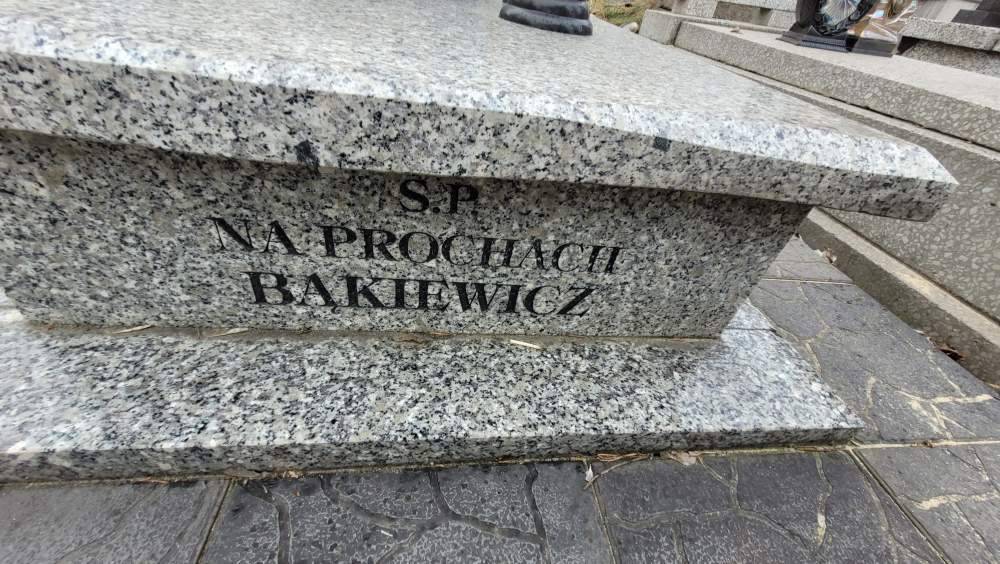 Ś.P.
NA PROCHACH
BĄKIEWICZ